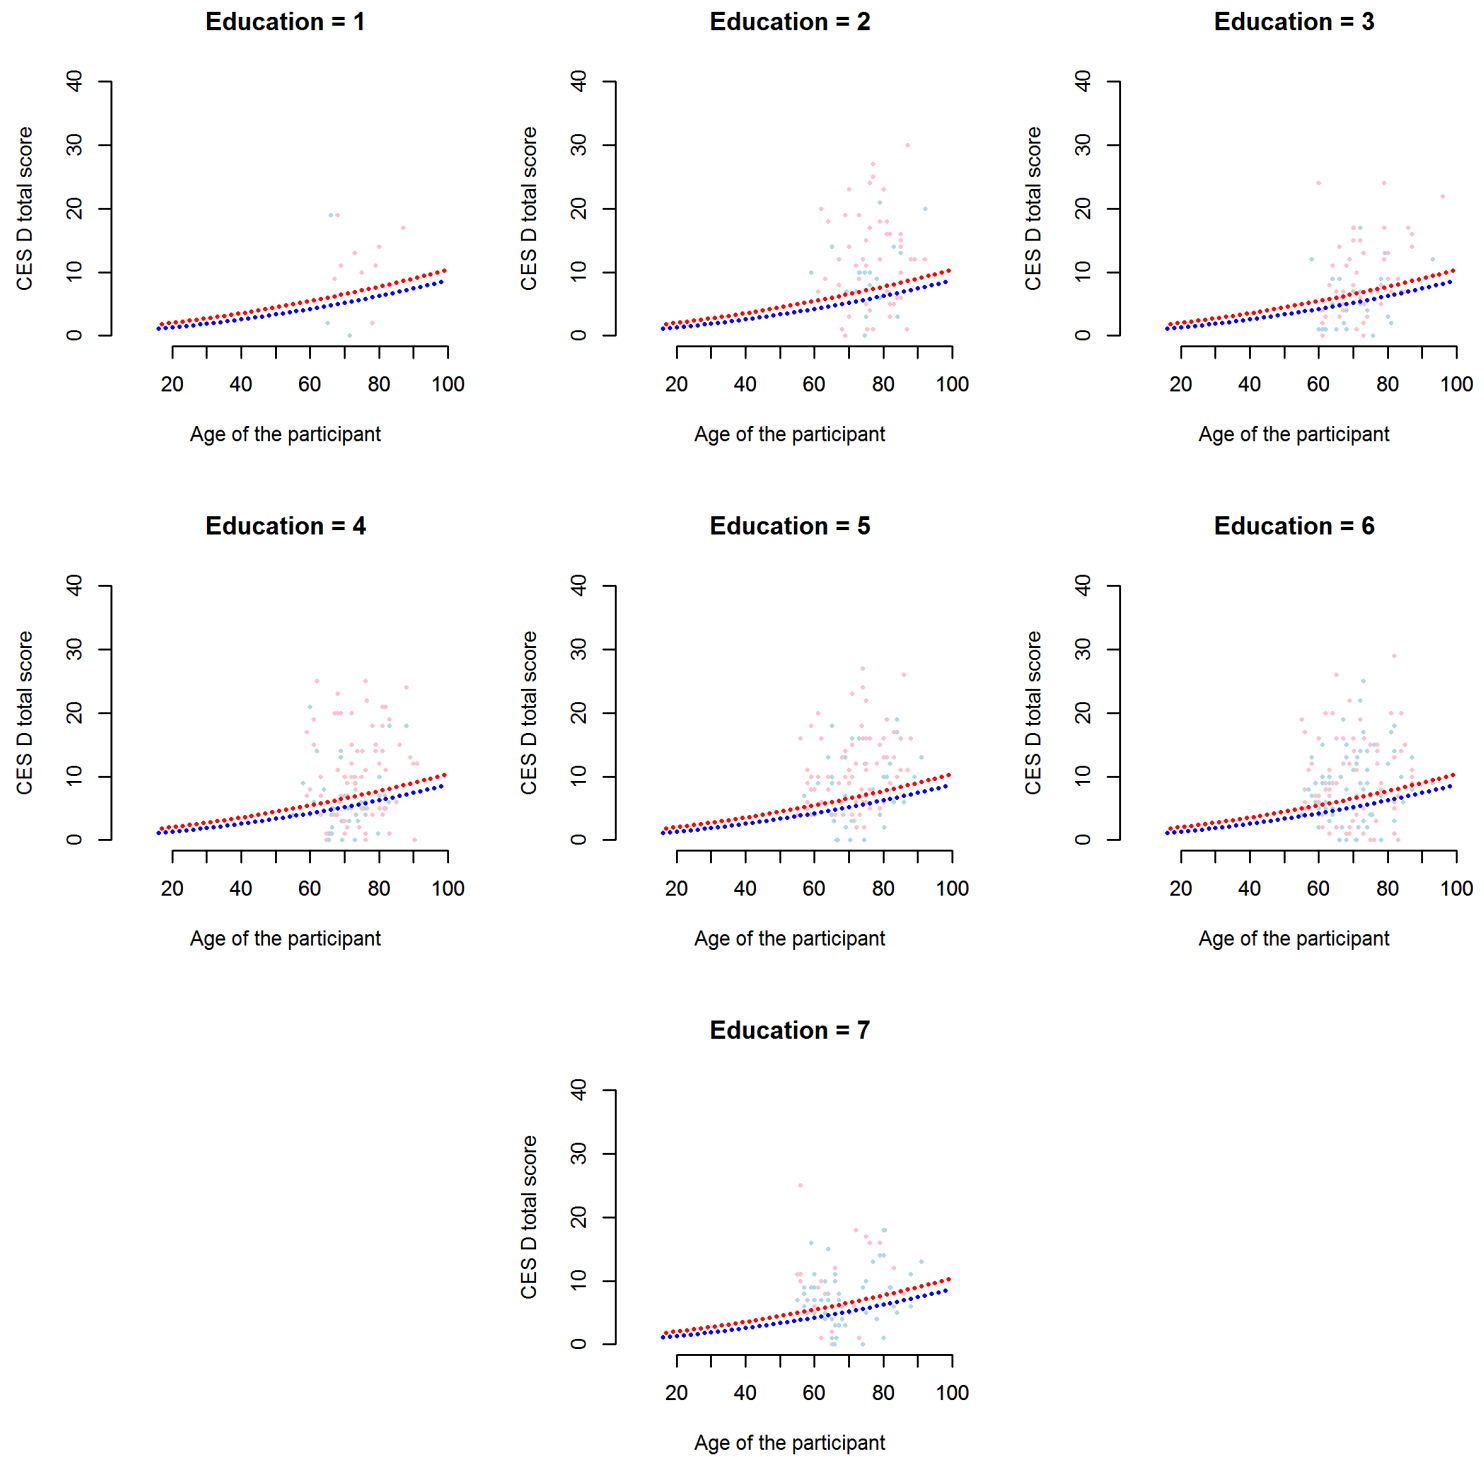 Education = 1
CES D total score
0 10 20 30 40
20 40 60 80 100
Age of the participant
Education = 2
CES D total score
0 10 20 30 40
20 40 60 80 100
Age of the participant
Education = 3
CES D total score
0 10 20 30 40
20 40 60 80 100
Age of the participant
Education = 4
CES D total score
0 10 20 30 40
20 40 60 80 100
Age of the participant
Education = 5
CES D total score
0 10 20 30 40
20 40 60 80 100
Age of the participant
Education = 6
CES D total score
0 10 20 30 40
20 40 60 80 100
Age of the participant
Education = 7
CES D total score
0 10 20 30 40
20 40 60 80 100
Age of the participant